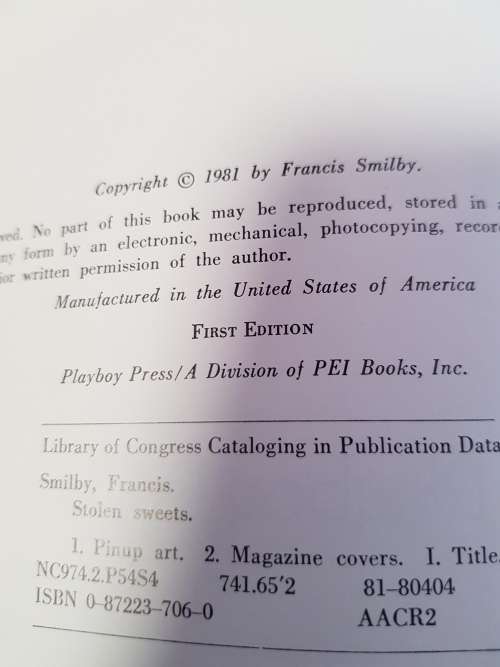 Copyright © 1981 by Francis Smilby.
No part of this book may be reproduced, stored in
form by an electronic, mechanical, photocopying,
written permission of the author.
Manufactured in the United States of America
FIRST EDITION
Playboy Press/A Division of PEI Books, Inc.
Library of Congress Cataloging in Publication Data
Smilby, Francis.
Stolen sweets.
1. Pinup art. 2. Magazine covers. I. Title.
NC974.2.P54S4 741.65'2 81-80404
ISBN 0-87223-706-0 AACR2